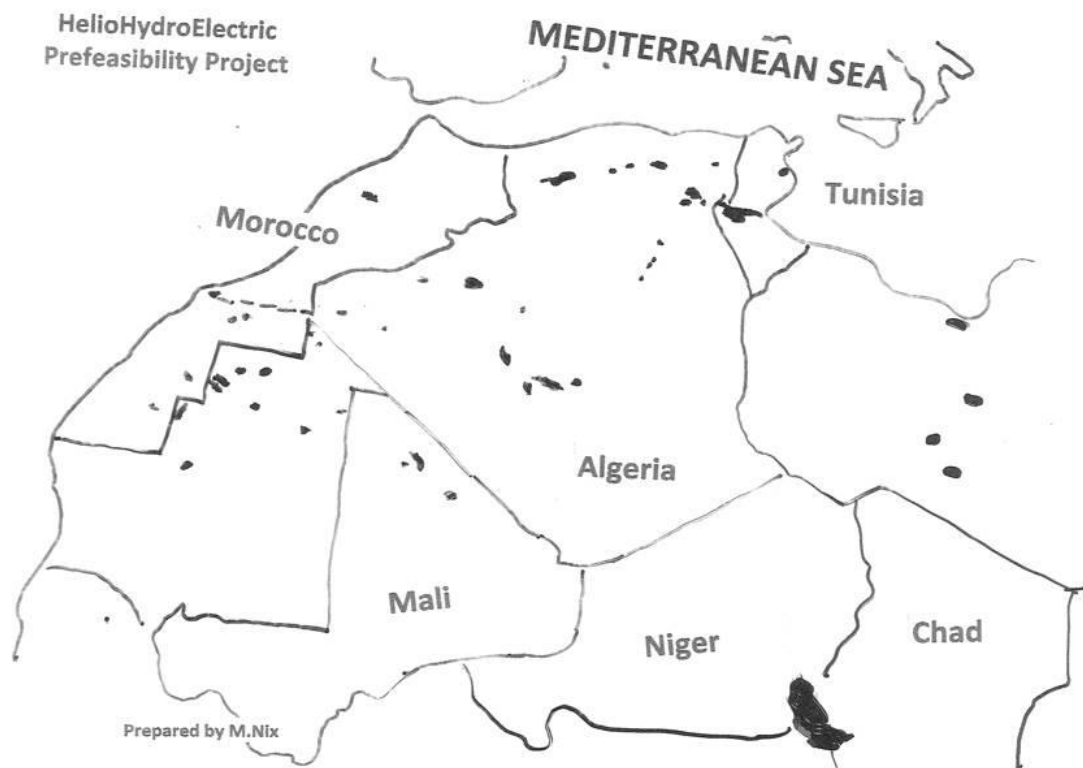 HelioHydroElectric
Prefeasibility Project
MEDITERRANEAN SEA
Tunisia
Morocco
Algeria
Mali
Niger
Chad
Prepared by M.Nix